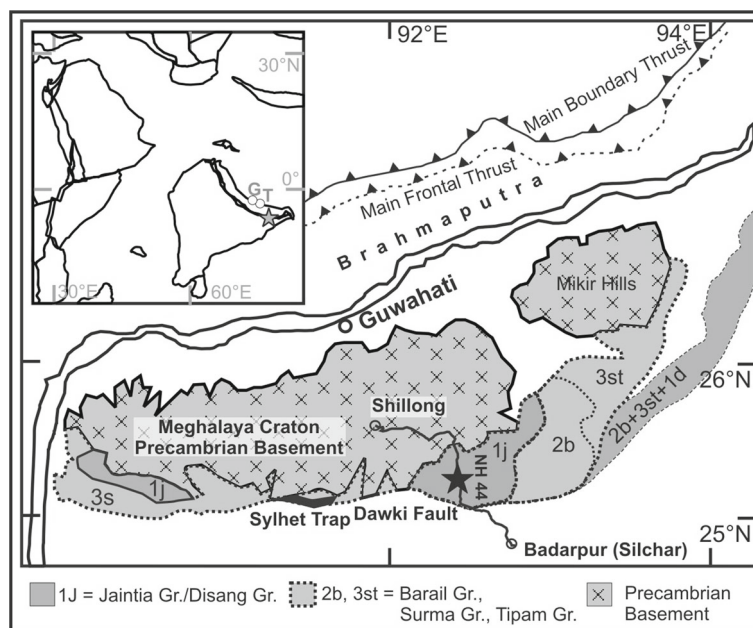 92°E
94°E
30°N
Main Boundary Thrust
0°
G
T
Main Frontal Thrust
Brahmaputra
30°E
60°E
Guwahati
Mikir Hills
26°N
3st
Shillong
Meghalaya Craton
Precambrian Basement
2b+3st+1d
1j
2b
NH 44
1j
3s
Sylhet Trap
Dawki Fault
25°N
Badarpur (Silchar)
1J = Jaintia Gr./Disang Gr.
2b, 3st = Barail Gr.,
Surma Gr., Tipam Gr.
Precambrian
Basement